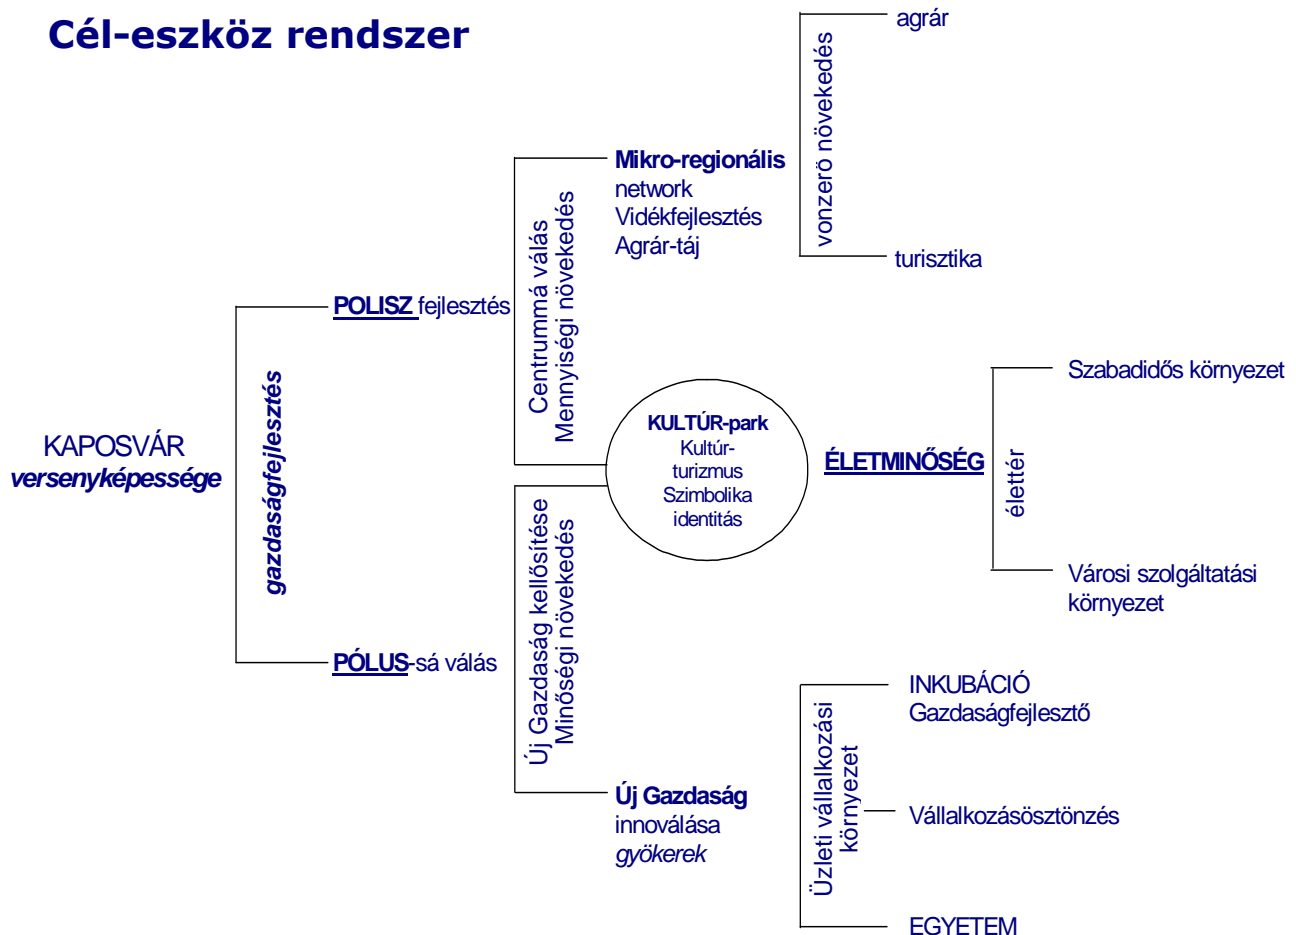 Cél-eszköz rendszer
agrár
vonzerö növekedés
turisztika
Mikro-regionális
network
Vidékfejlesztés
Agrár-táj
Centrummá válás
Mennyiségi növekedés
POLISZ fejlesztés
gazdaságfejlesztés
KAPOSVÁR
versenyképessége
KULTÚR-park
Kultúr-
turizmus
Szimbolika
identitás
ÉLETMINŐSÉG
élettér
Szabadidős környezet
Városi szolgáltatási
környezet
PÓLUS-sá válás
Új Gazdaság kellősítése
Minőségi növekedés
Új Gazdaság
innoválása
gyökerek
Üzleti vállalkozási
környezet
INKUBÁCIÓ
Gazdaságfejlesztő
Vállalkozásösztönzés
EGYETEM